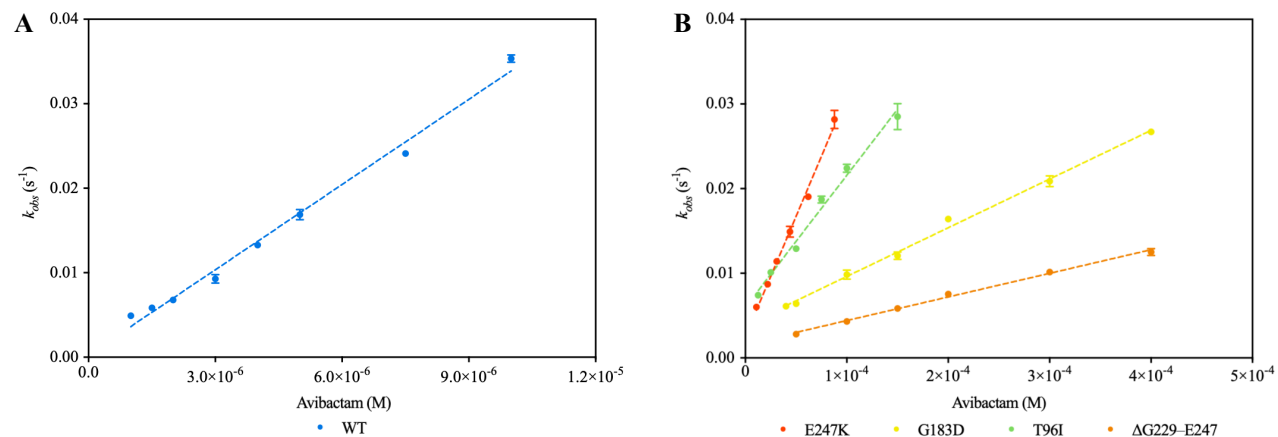 A
0.04
0.03
0.02
0.01
0.00
k_obs (s⁻¹)
0.0
3.0×10⁻⁶
6.0×10⁻⁶
9.0×10⁻⁶
1.2×10⁻⁵
Avibactam (M)
WT
B
0.04
0.03
0.02
0.01
0.00
k_obs (s⁻¹)
0
1×10⁻⁴
2×10⁻⁴
3×10⁻⁴
4×10⁻⁴
5×10⁻⁴
Avibactam (M)
E247K
G183D
T96I
ΔG229–E247